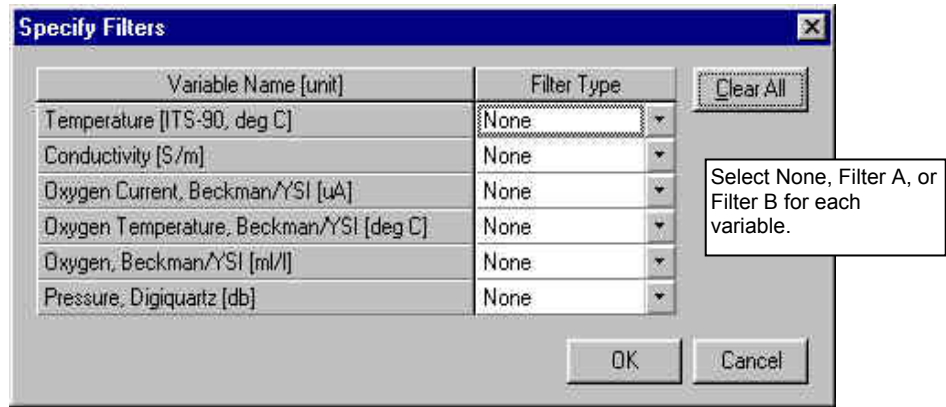 Specify Filters
Variable Name [unit] Filter Type Clear All
Temperature [ITS-90, deg C] None
Conductivity [S/m] None
Oxygen Current, Beckman/YSI [uA] None
Oxygen Temperature, Beckman/YSI [deg C] None
Oxygen, Beckman/YSI [ml/l] None
Pressure, Digiquartz [db] None
Select None, Filter A, or
Filter B for each
variable.
OK Cancel